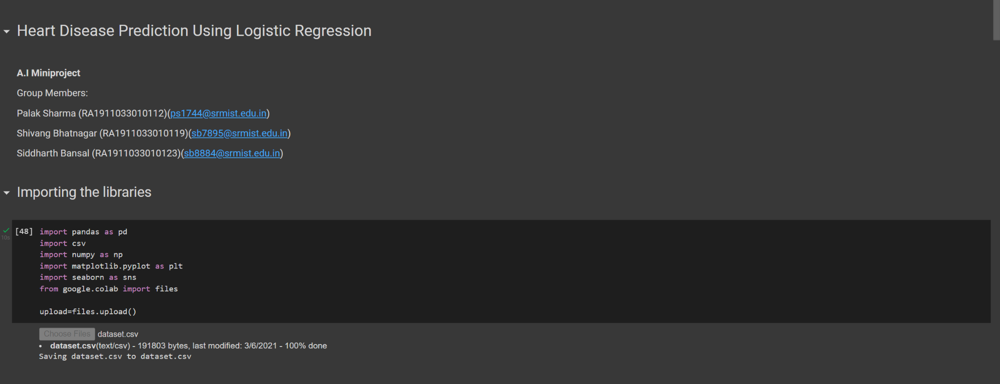 Heart Disease Prediction Using Logistic Regression
A.I Miniproject
Group Members:
Palak Sharma (RA1911033010112)(ps1744@srmist.edu.in)
Shivang Bhatnagar (RA1911033010119)(sb7895@srmist.edu.in)
Siddharth Bansal (RA1911033010123)(sb8884@srmist.edu.in)
Importing the libraries
[48] import pandas as pd
10s
import csv
import numpy as np
import matplotlib.pyplot as plt
import seaborn as sns
from google.colab import files
upload=files.upload()
Choose Files dataset.csv
• dataset.csv(text/csv) - 191803 bytes, last modified: 3/6/2021 - 100% done
Saving dataset.csv to dataset.csv